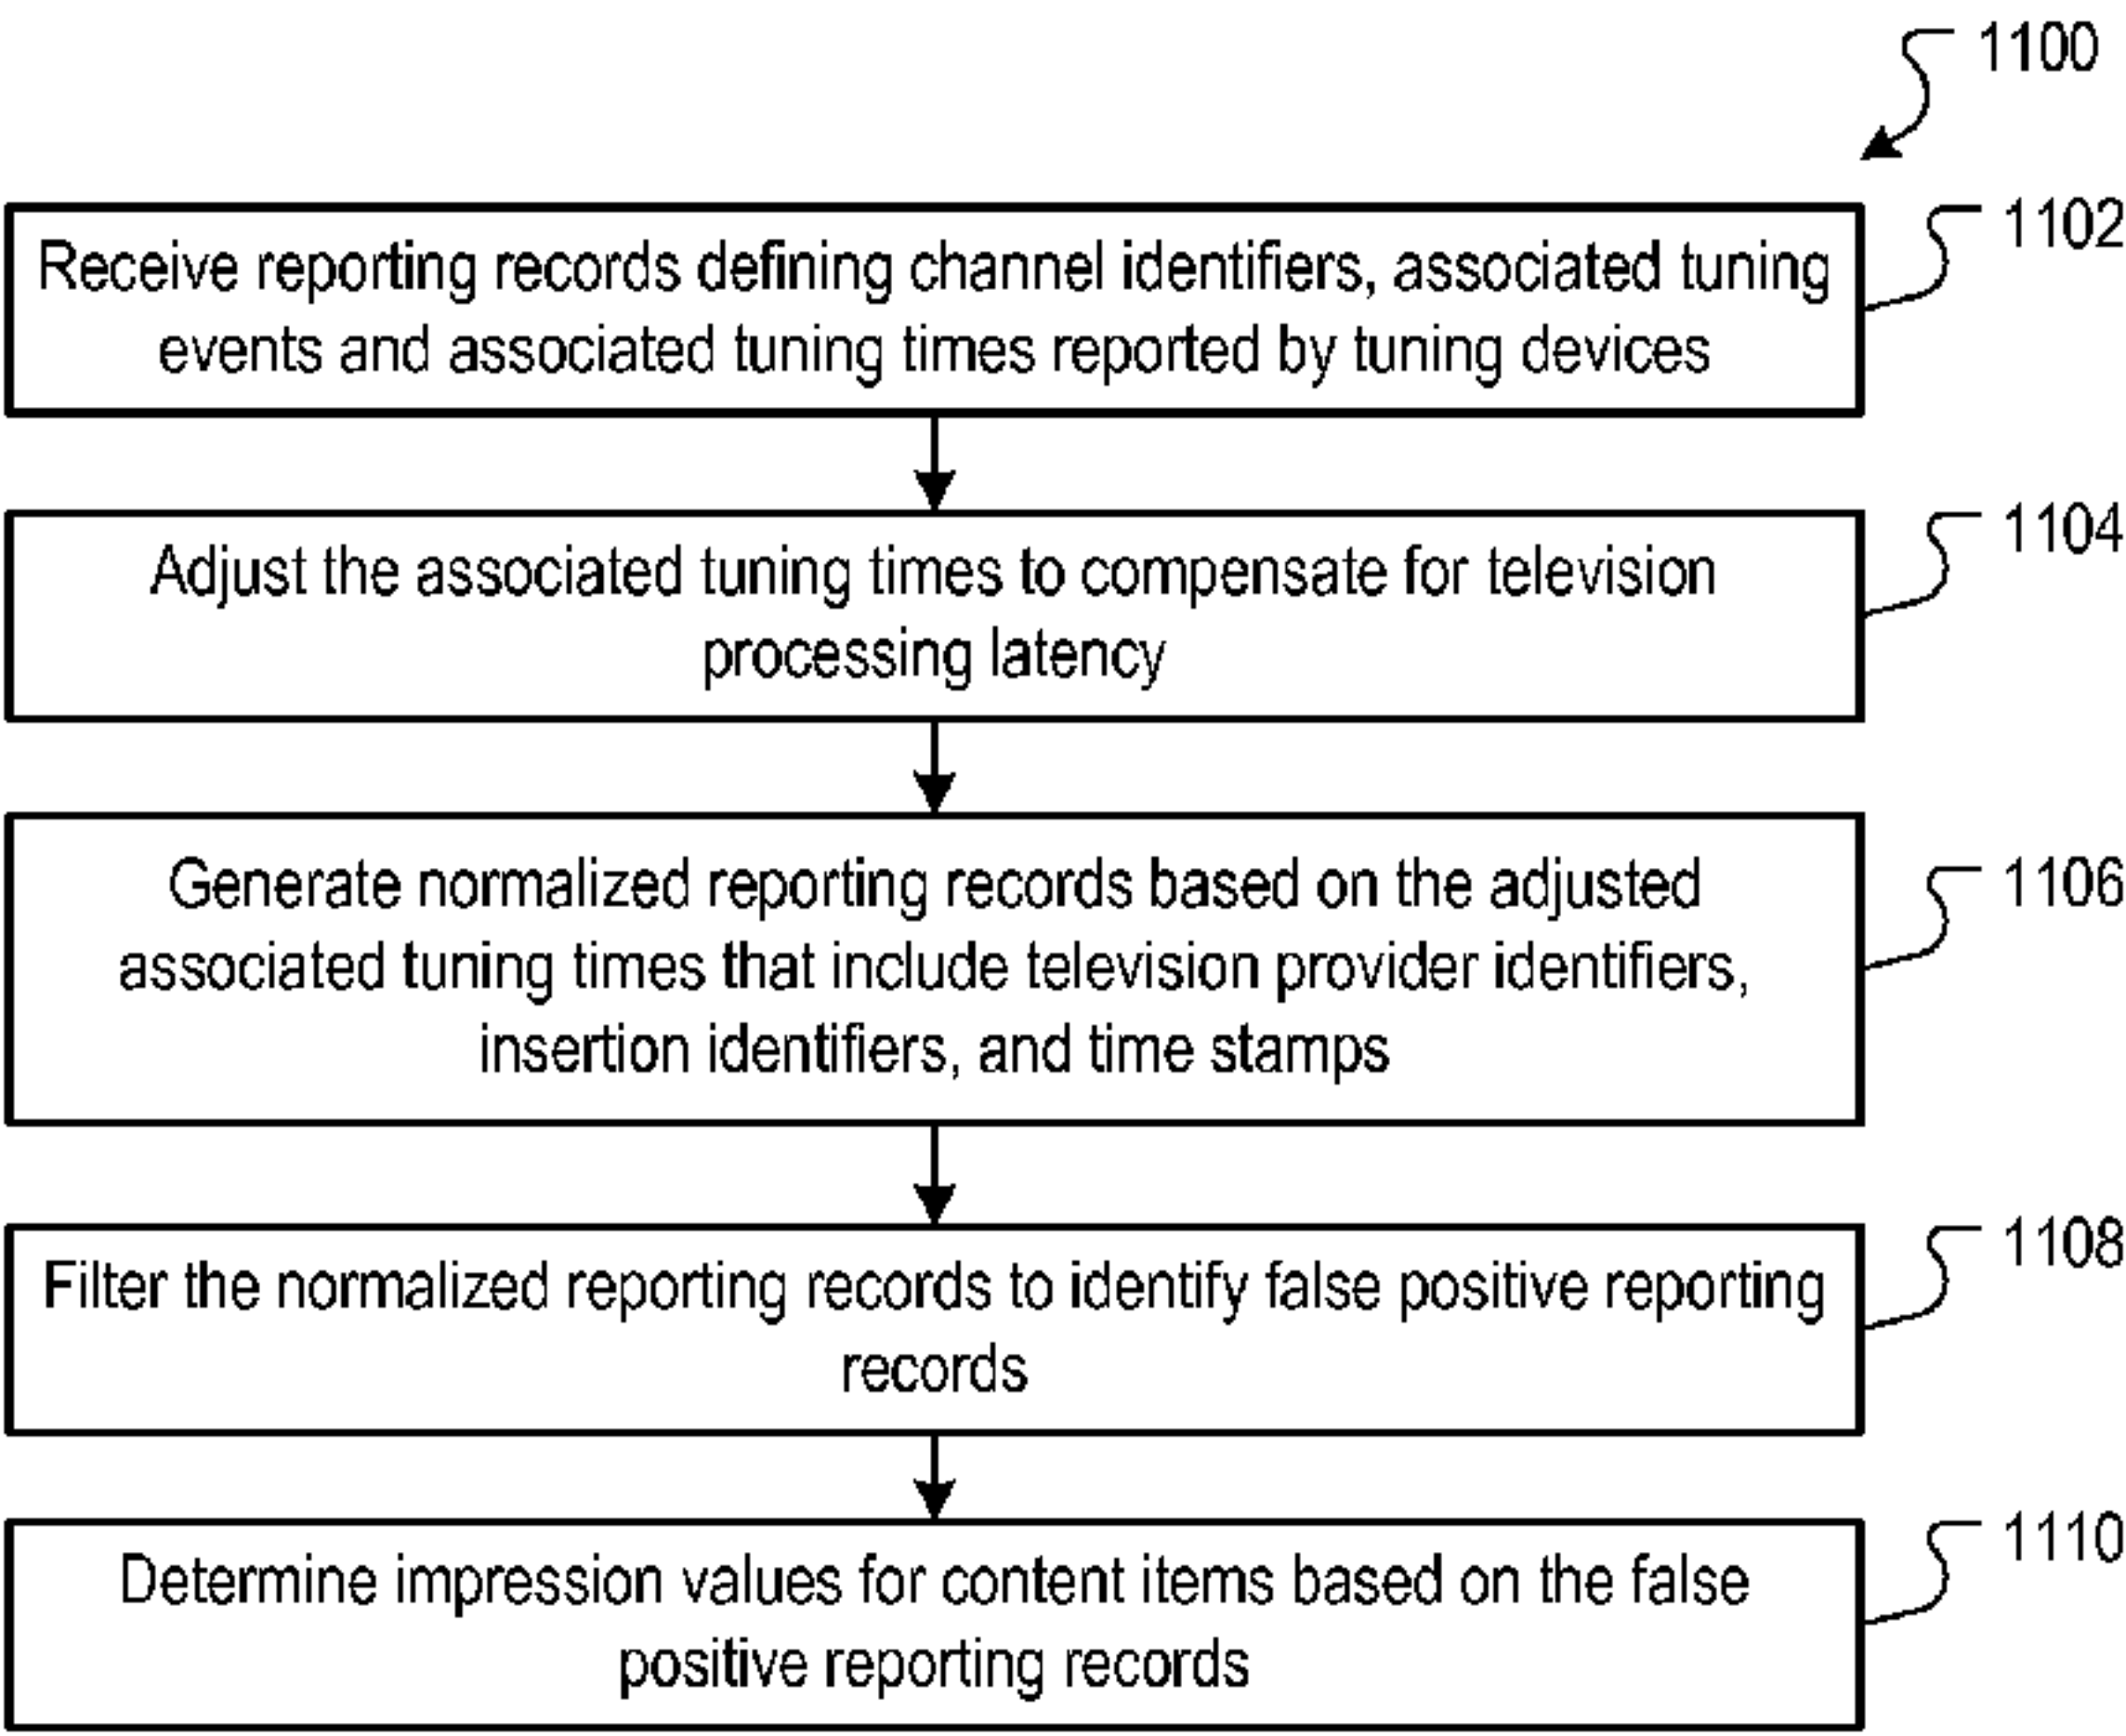 1100
1102
Receive reporting records defining channel identifiers, associated tuning
events and associated tuning times reported by tuning devices
1104
Adjust the associated tuning times to compensate for television
processing latency
1106
Generate normalized reporting records based on the adjusted
associated tuning times that include television provider identifiers,
insertion identifiers, and time stamps
1108
Filter the normalized reporting records to identify false positive reporting
records
1110
Determine impression values for content items based on the false
positive reporting records